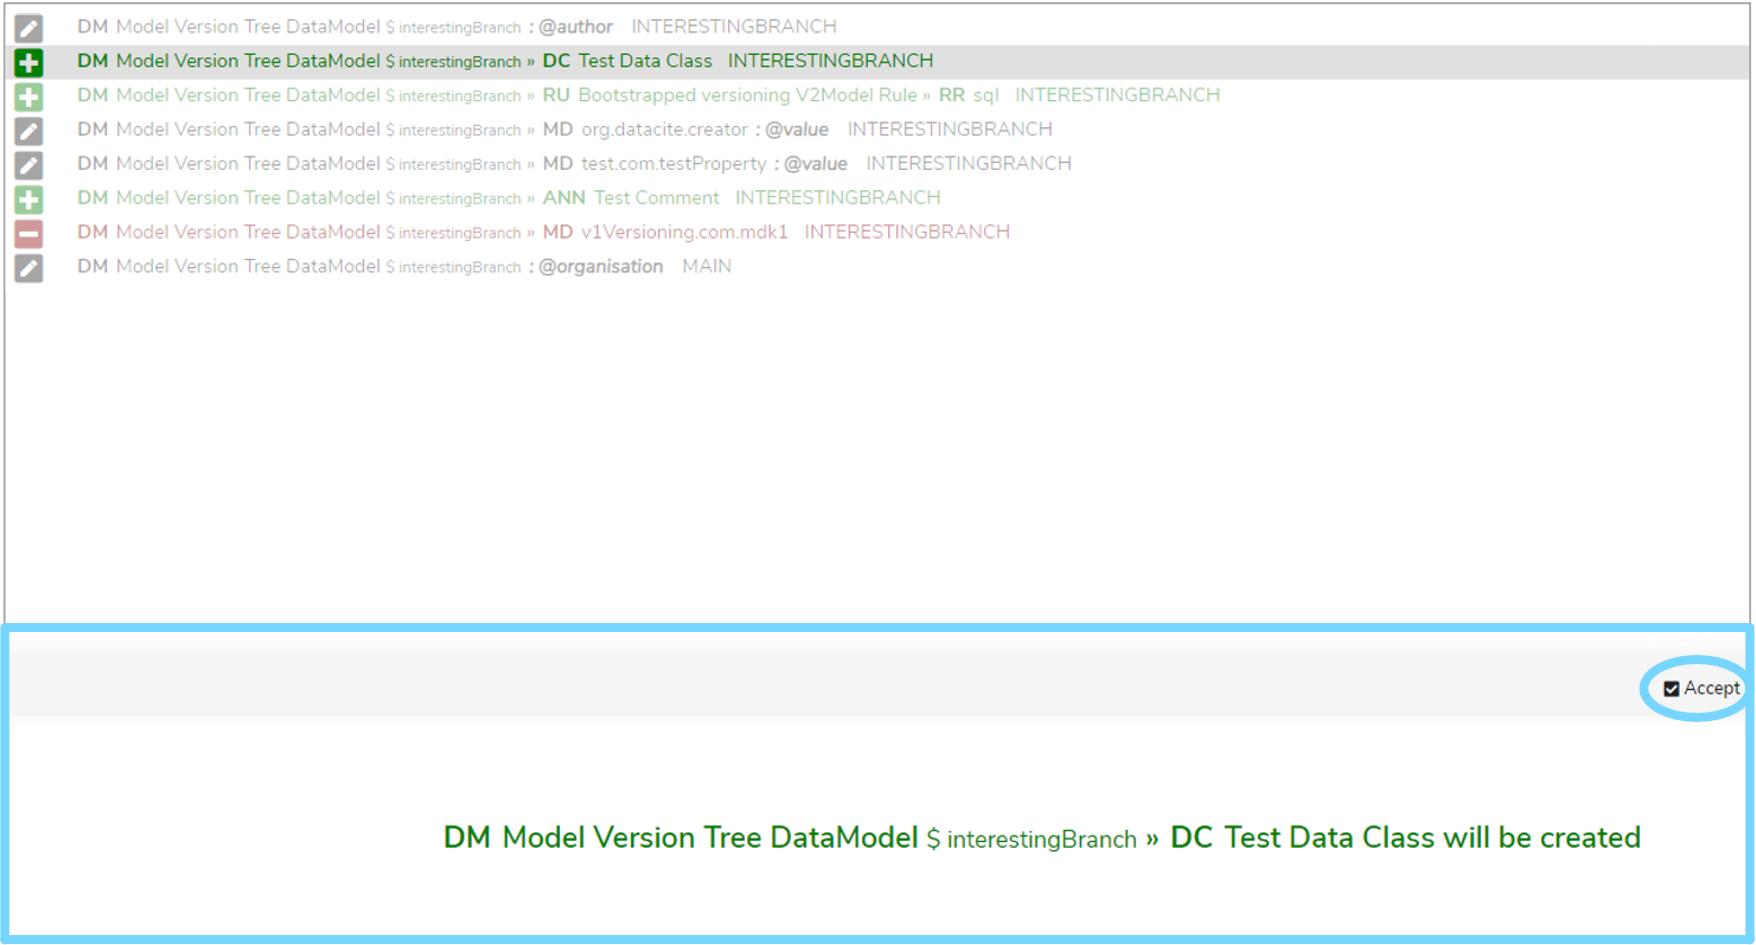 DM Model Version Tree DataModel $ interestingBranch : @author INTERESTINGBRANCH
DM Model Version Tree DataModel $ interestingBranch » DC Test Data Class INTERESTINGBRANCH
DM Model Version Tree DataModel $ interestingBranch » RU Bootstrapped versioning V2Model Rule » RR sql INTERESTINGBRANCH
DM Model Version Tree DataModel $ interestingBranch » MD org.datacite.creator : @value INTERESTINGBRANCH
DM Model Version Tree DataModel $ interestingBranch » MD test.com.testProperty : @value INTERESTINGBRANCH
DM Model Version Tree DataModel $ interestingBranch » ANN Test Comment INTERESTINGBRANCH
DM Model Version Tree DataModel $ interestingBranch » MD v1Versioning.com.mdk1 INTERESTINGBRANCH
DM Model Version Tree DataModel $ interestingBranch : @organisation MAIN
Accept
DM Model Version Tree DataModel $ interestingBranch » DC Test Data Class will be created